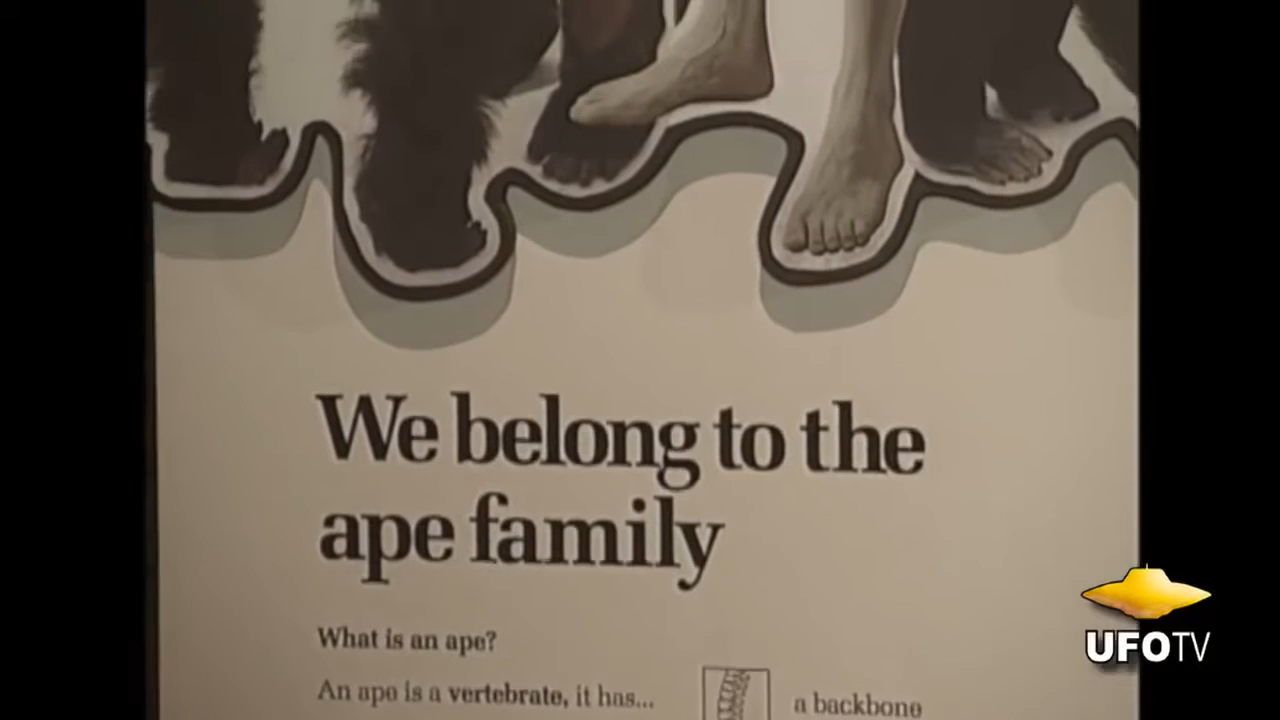 We belong to the
ape family
What is an ape?
An ape is a vertebrate, it has...
a backbone
UFOTV